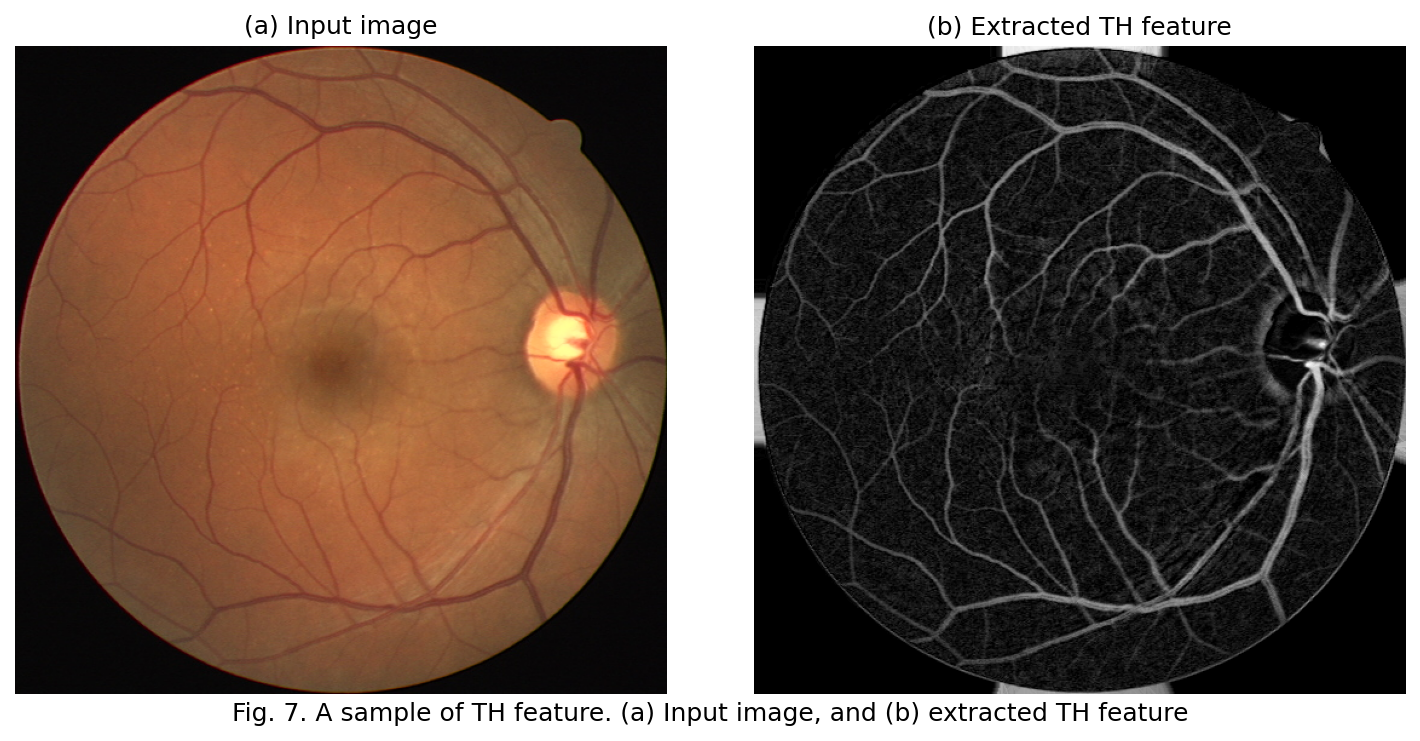 (a) Input image
(b) Extracted TH feature
Fig. 7. A sample of TH feature. (a) Input image, and (b) extracted TH feature